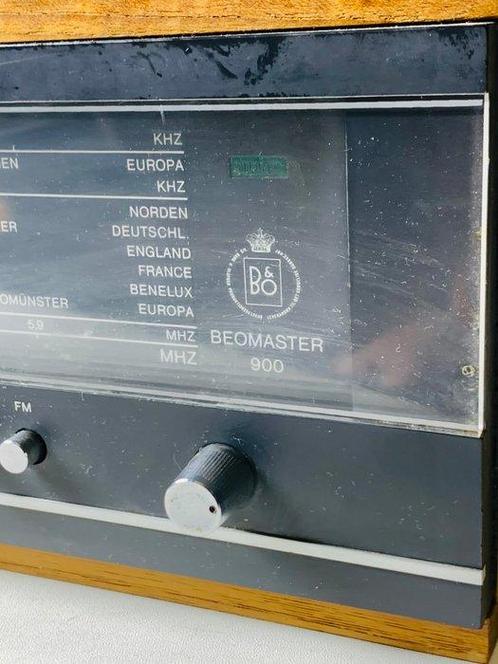 KHZ
EN EUROPA
KHZ
NORDEN
ER DEUTSCHL.
ENGLAND
FRANCE
BENELUX
OMÜNSTER EUROPA
5,9 MHZ
MHZ
B&O
BEOMASTER
900
FM